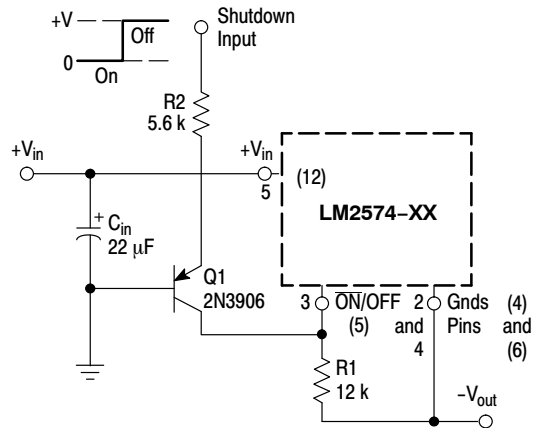 +V
Off
0
On
Shutdown
Input
R2
5.6 k
+Vin
+Vin
5
(12)
LM2574–XX
+
Cin
22 µF
Q1
2N3906
3
ON/OFF
(5)
2
and
4
Gnds
Pins
(4)
and
(6)
R1
12 k
–Vout